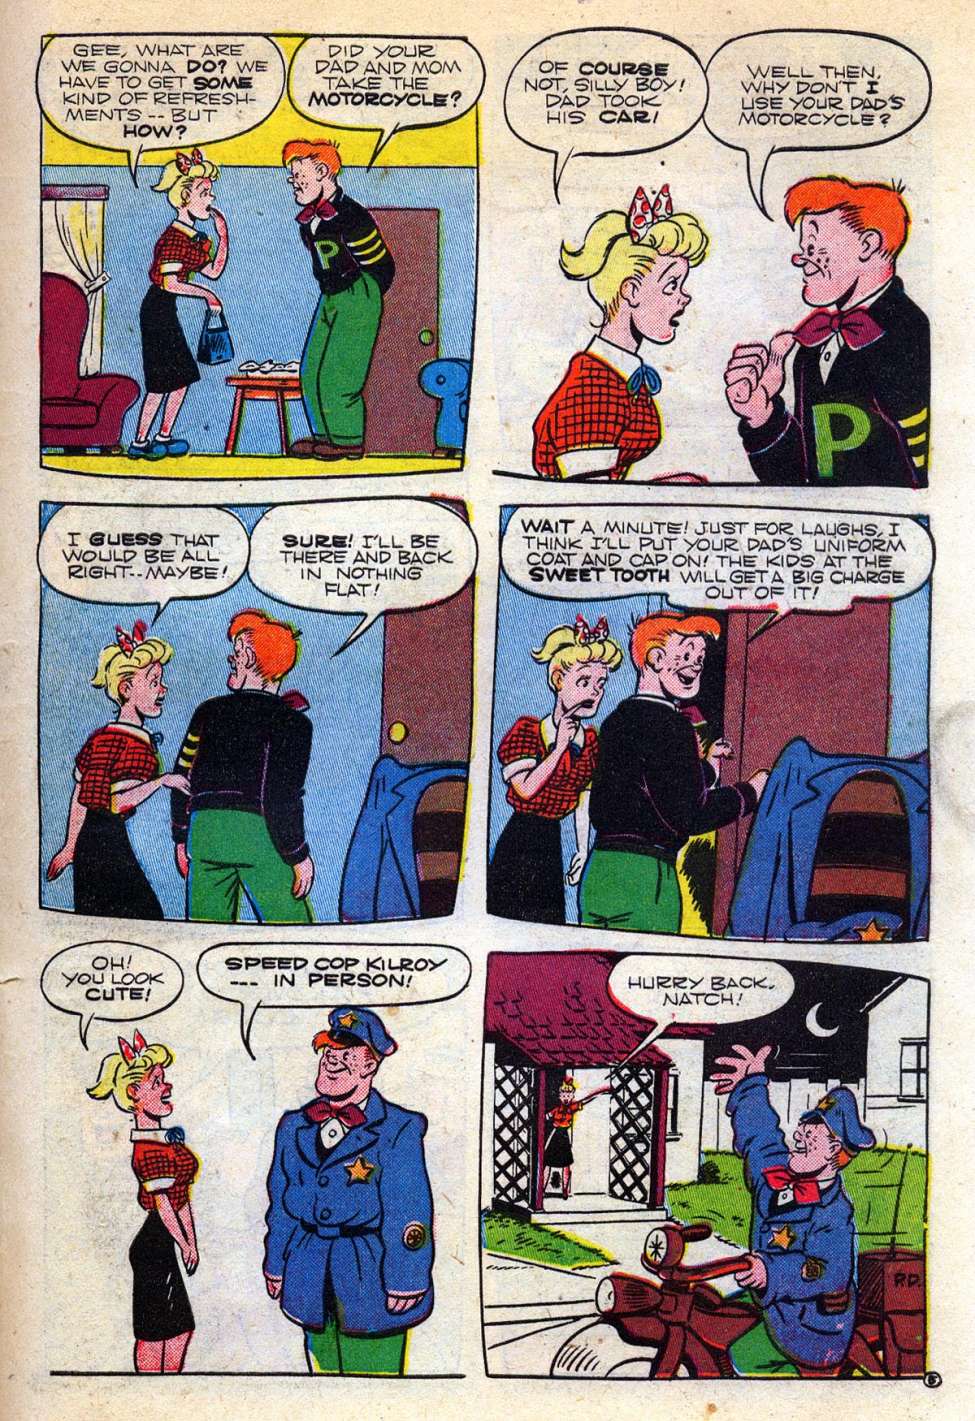 GEE, WHAT ARE
WE GONNA DO? WE
HAVE TO GET SOME
KIND OF REFRESH-
MENTS -- BUT
HOW?
DID YOUR
DAD AND MOM
TAKE THE
MOTORCYCLE?
P
OF COURSE
NOT, SILLY BOY!
DAD TOOK
HIS CAR!
WELL THEN,
WHY DON'T I
USE YOUR DAD'S
MOTORCYCLE?
P
I GUESS THAT
WOULD BE ALL
RIGHT--MAYBE!
SURE! I'LL BE
THERE AND BACK
IN NOTHING
FLAT!
WAIT A MINUTE! JUST FOR LAUGHS, I
THINK I'LL PUT YOUR DAD'S UNIFORM
COAT AND CAP ON! THE KIDS AT THE
SWEET TOOTH WILL GET A BIG CHARGE
OUT OF IT!
OH!
YOU LOOK
CUTE!
SPEED COP KILROY
--- IN PERSON!
HURRY BACK,
NATCH!
P.D.
5